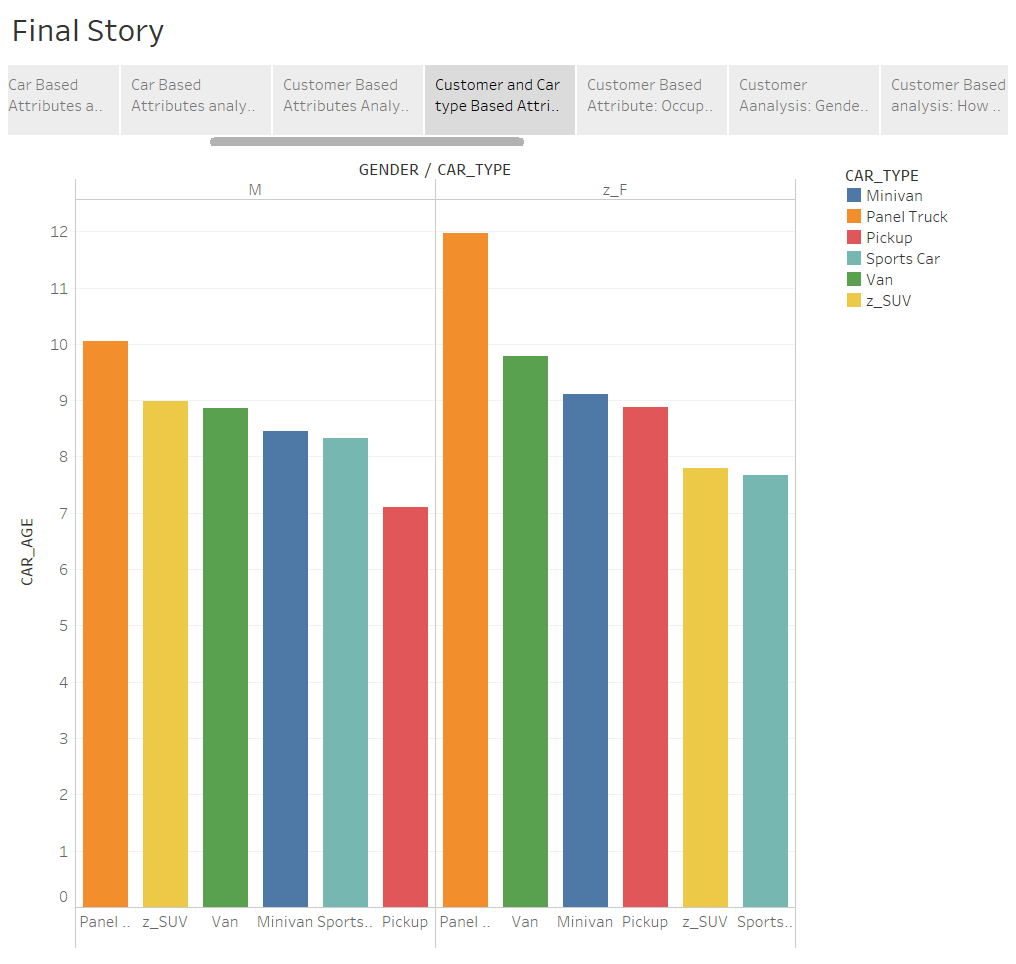 Final Story
Car Based
Attributes a..
Car Based
Attributes analy..
Customer Based
Attributes Analy..
Customer and Car
type Based Attri..
Customer Based
Attribute: Occup..
Customer
Aanalysis: Gende..
Customer Based
analysis: How ..
GENDER / CAR_TYPE
M
z_F
12
11
10
9
8
7
6
5
4
3
2
1
0
CAR_AGE
Panel ..
z_SUV
Van
Minivan
Sports..
Pickup
Panel ..
Van
Minivan
Pickup
z_SUV
Sports..
CAR_TYPE
Minivan
Panel Truck
Pickup
Sports Car
Van
z_SUV